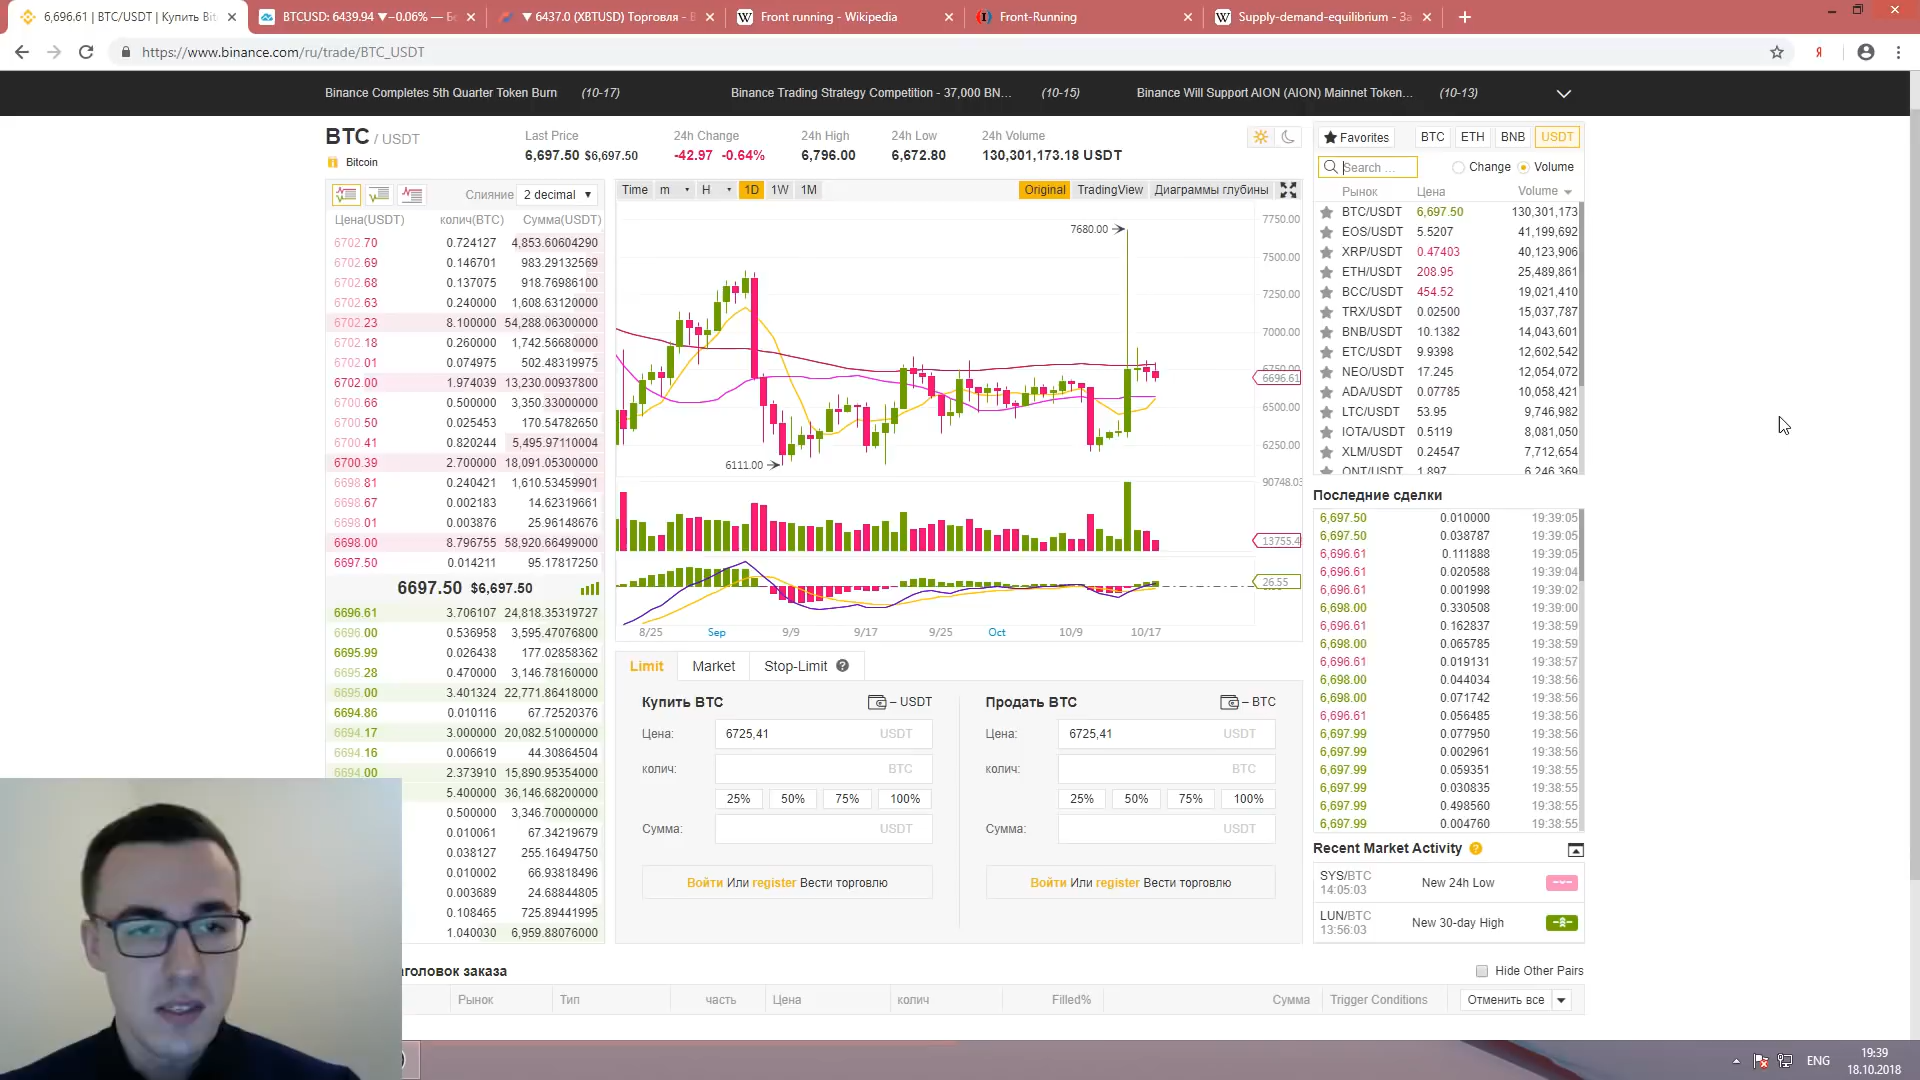 6,696.61 | BTC/USDT | Купить Bit
BTCUSD: 6439.94 ▼−0.06% — Бе
▼ 6437.0 (XBTUSD) Торговля - B
Front running - Wikipedia
Front-Running
Supply-demand-equilibrium - За
https://www.binance.com/ru/trade/BTC_USDT
Binance Completes 5th Quarter Token Burn (10-17)
Binance Trading Strategy Competition - 37,000 BN... (10-15)
Binance Will Support AION (AION) Mainnet Token... (10-13)
BTC / USDT
Bitcoin
Last Price
6,697.50 $6,697.50
24h Change
-42.97 -0.64%
24h High
6,796.00
24h Low
6,672.80
24h Volume
130,301,173.18 USDT
Слияние 2 decimal
Цена(USDT) колич(BTC) Сумма(USDT)
6702.70 0.724127 4,853.60604290
6702.69 0.146701 983.29132569
6702.68 0.137075 918.76986100
6702.63 0.240000 1,608.63120000
6702.23 8.100000 54,288.06300000
6702.18 0.260000 1,742.56680000
6702.01 0.074975 502.48319975
6702.00 1.974039 13,230.00937800
6700.66 0.500000 3,350.33000000
6700.50 0.025453 170.54782650
6700.41 0.820244 5,495.97110004
6700.39 2.700000 18,091.05300000
6698.81 0.240421 1,610.53459901
6698.67 0.002183 14.62319661
6698.01 0.003876 25.96148676
6698.00 8.796755 58,920.66499000
6697.50 0.014211 95.17817250
6697.50 $6,697.50
6696.61 3.706107 24,818.35319727
6696.00 0.536958 3,595.47076800
6695.99 0.026438 177.02858362
6695.28 0.470000 3,146.78160000
6695.00 3.401324 22,771.86418000
6694.86 0.010116 67.72520376
6694.17 3.000000 20,082.51000000
6694.16 0.006619 44.30864504
6694.00 2.373910 15,890.95354000
5.400000 36,146.68200000
0.500000 3,346.70000000
0.010061 67.34219679
0.038127 255.16494750
0.010002 66.93818496
0.003689 24.68844805
0.108465 725.89441995
1.040030 6,959.88076000
Time m H 1D 1W 1M
Original TradingView Диаграммы глубины
7680.00
6111.00
7750.00
7500.00
7250.00
7000.00
6750.00
6696.61
6500.00
6250.00
90748.03
13755.4
26.55
8/25 Sep 9/9 9/17 9/25 Oct 10/9 10/17
Limit Market Stop-Limit ?
Купить BTC – USDT
Цена: 6725,41 USDT
колич: BTC
25% 50% 75% 100%
Сумма: USDT
Войти Или register Вести торговлю
Продать BTC – BTC
Цена: 6725,41 USDT
колич: BTC
25% 50% 75% 100%
Сумма: USDT
Войти Или register Вести торговлю
Favorites BTC ETH BNB USDT
Search ... Change Volume
Рынок Цена Volume
BTC/USDT 6,697.50 130,301,173
EOS/USDT 5.5207 41,199,692
XRP/USDT 0.47403 40,123,906
ETH/USDT 208.95 25,489,861
BCC/USDT 454.52 19,021,410
TRX/USDT 0.02500 15,037,787
BNB/USDT 10.1382 14,043,601
ETC/USDT 9.9398 12,602,542
NEO/USDT 17.245 12,054,072
ADA/USDT 0.07785 10,058,421
LTC/USDT 53.95 9,746,982
IOTA/USDT 0.5119 8,081,050
XLM/USDT 0.24547 7,712,654
ONT/USDT 1.897 6,246,369
Последние сделки
6,697.50 0.010000 19:39:05
6,697.50 0.038787 19:39:05
6,696.61 0.111888 19:39:05
6,696.61 0.020588 19:39:04
6,696.61 0.001998 19:39:02
6,698.00 0.330508 19:39:00
6,696.61 0.162837 19:38:59
6,698.00 0.065785 19:38:59
6,696.61 0.019131 19:38:57
6,698.00 0.044034 19:38:56
6,698.00 0.071742 19:38:56
6,696.61 0.056485 19:38:56
6,697.99 0.077950 19:38:56
6,697.99 0.002961 19:38:56
6,697.99 0.059351 19:38:55
6,697.99 0.030835 19:38:55
6,697.99 0.498560 19:38:55
6,697.99 0.004760 19:38:55
Recent Market Activity ?
SYS/BTC New 24h Low
14:05:03
LUN/BTC New 30-day High
13:56:03
аголовок заказа
Hide Other Pairs
Рынок Тип часть Цена колич Filled% Сумма Trigger Conditions Отменить все
ENG
19:39
18.10.2018